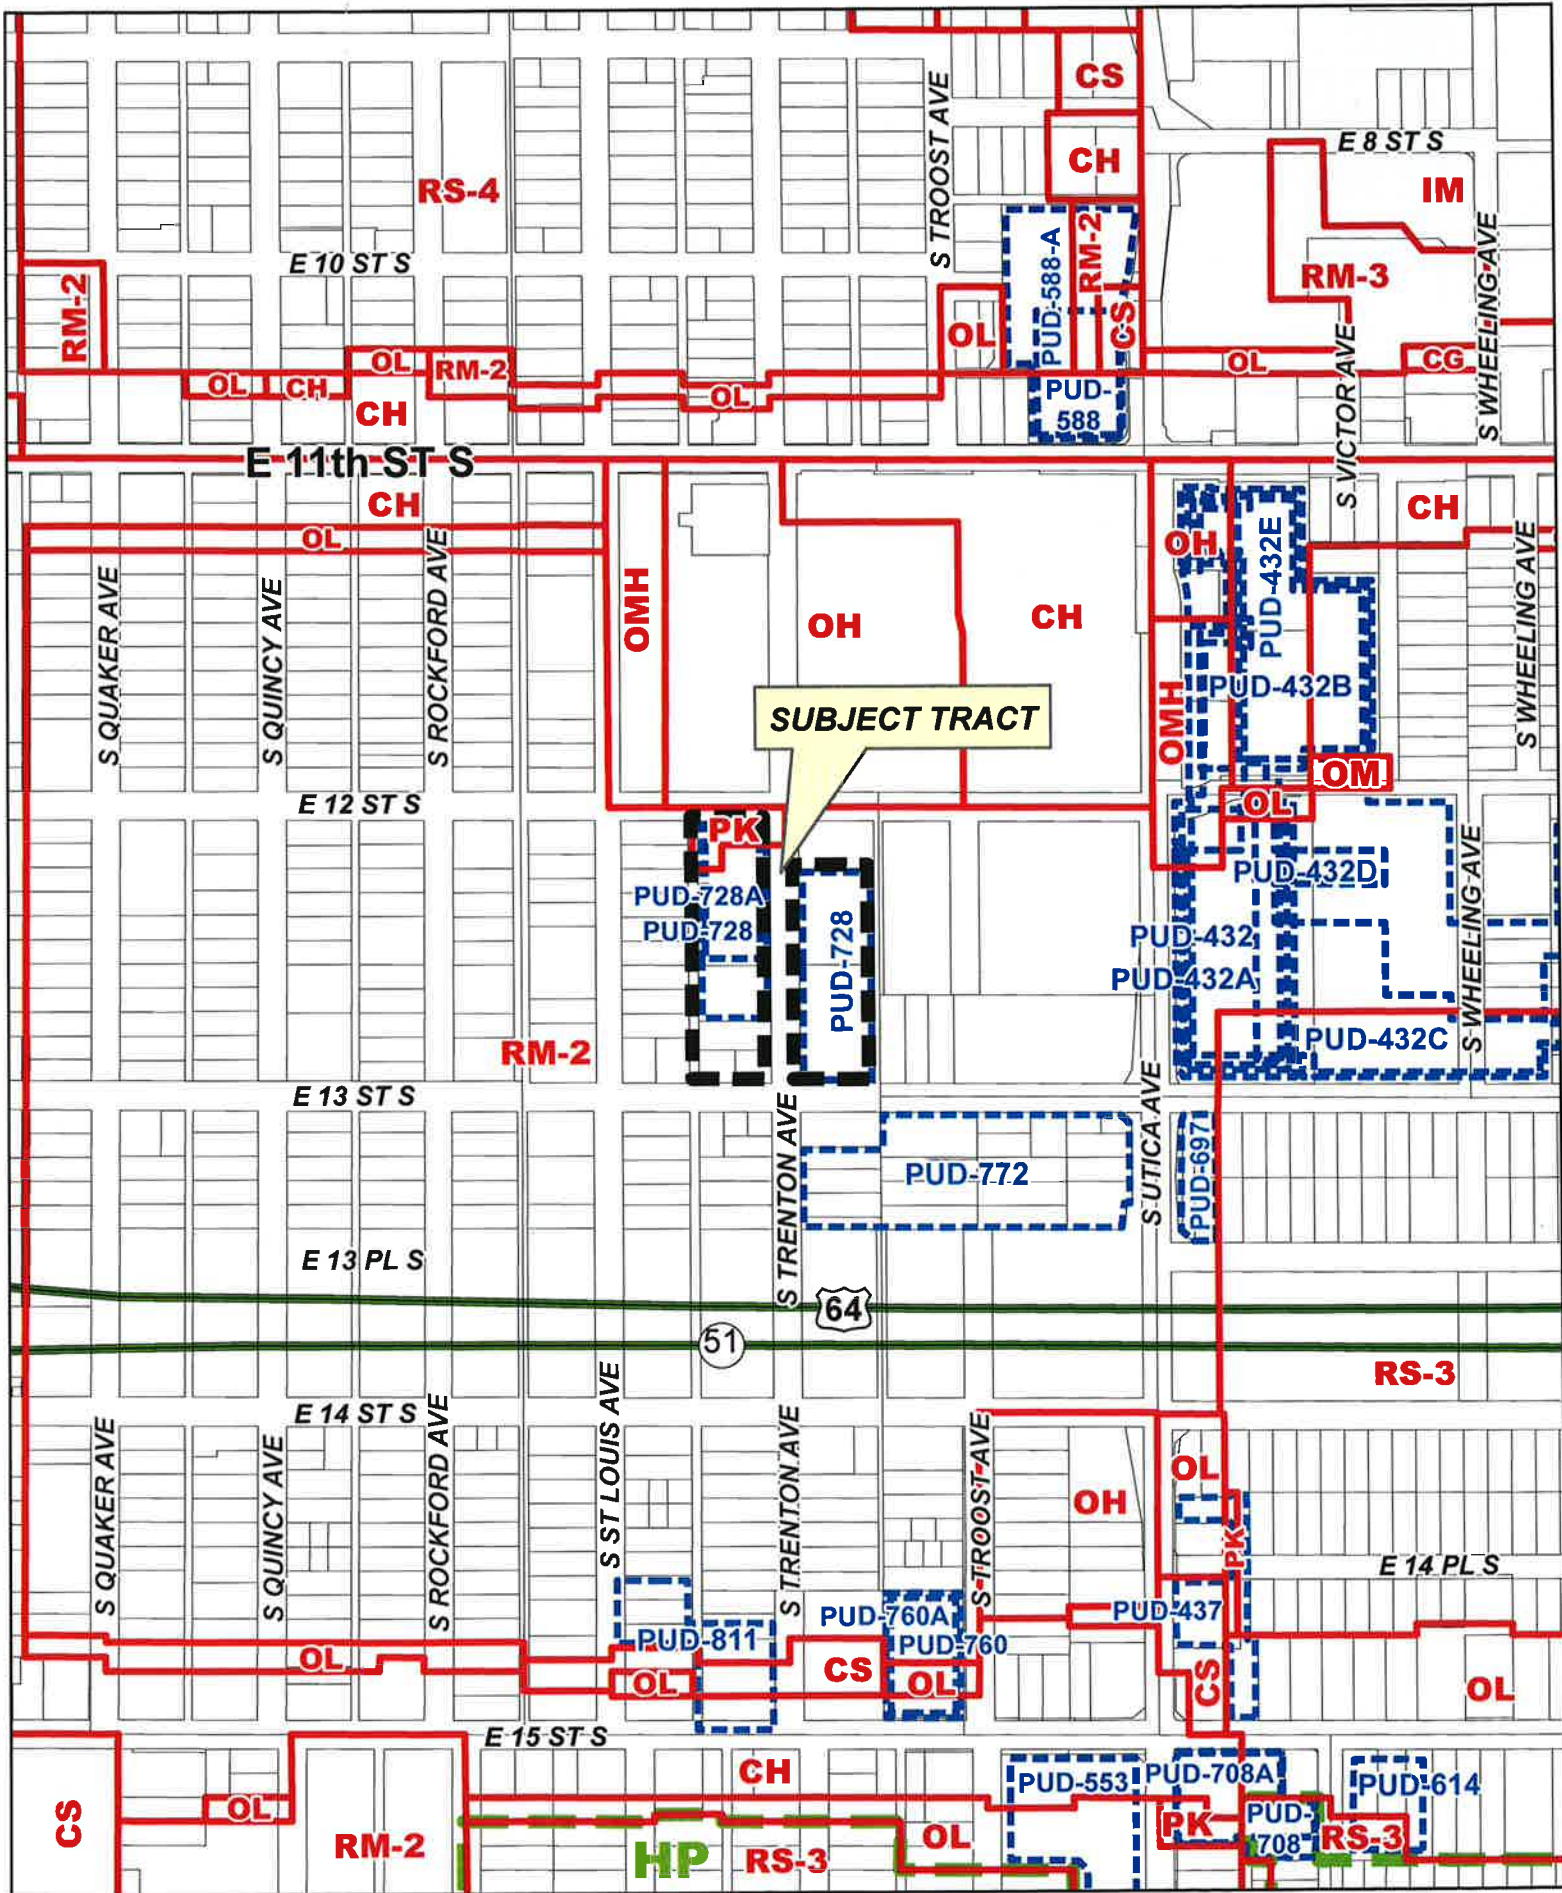 CS
S TROOST AVE
E 8 ST S
CH
IM
RS-4
S WHEELING AVE
PUD-588-A
RM-2
E 10 ST S
RM-3
RM-2
OL
CS
OL
RM-2
OL
CG
OL
CH
OL
PUD-
588
CH
S VICTOR AVE
E 11th ST S
CH
CH
OL
OH
PUD-432E
S QUAKER AVE
S QUINCY AVE
S ROCKFORD AVE
OMH
OH
CH
S WHEELING AVE
PUD-432B
OMH
SUBJECT TRACT
OM
E 12 ST S
OL
PK
PUD-432D
PUD-728A
PUD-728
PUD-728
PUD-432
PUD-432A
S WHEELING AVE
RM-2
PUD-432C
E 13 ST S
S TRENTON AVE
S UTICA AVE
PUD-772
PUD-697
E 13 PL S
64
51
RS-3
E 14 ST S
S QUAKER AVE
S QUINCY AVE
S ROCKFORD AVE
S ST LOUIS AVE
S TRENTON AVE
S TROOST AVE
OL
OH
PK
E 14 PL S
PUD-760A
PUD-437
PUD-811
PUD-760
OL
OL
CS
OL
CS
OL
E 15 ST S
CH
PUD-553
PUD-708A
PUD-614
CS
OL
RM-2
HP
RS-3
OL
PK
PUD-
708
RS-3